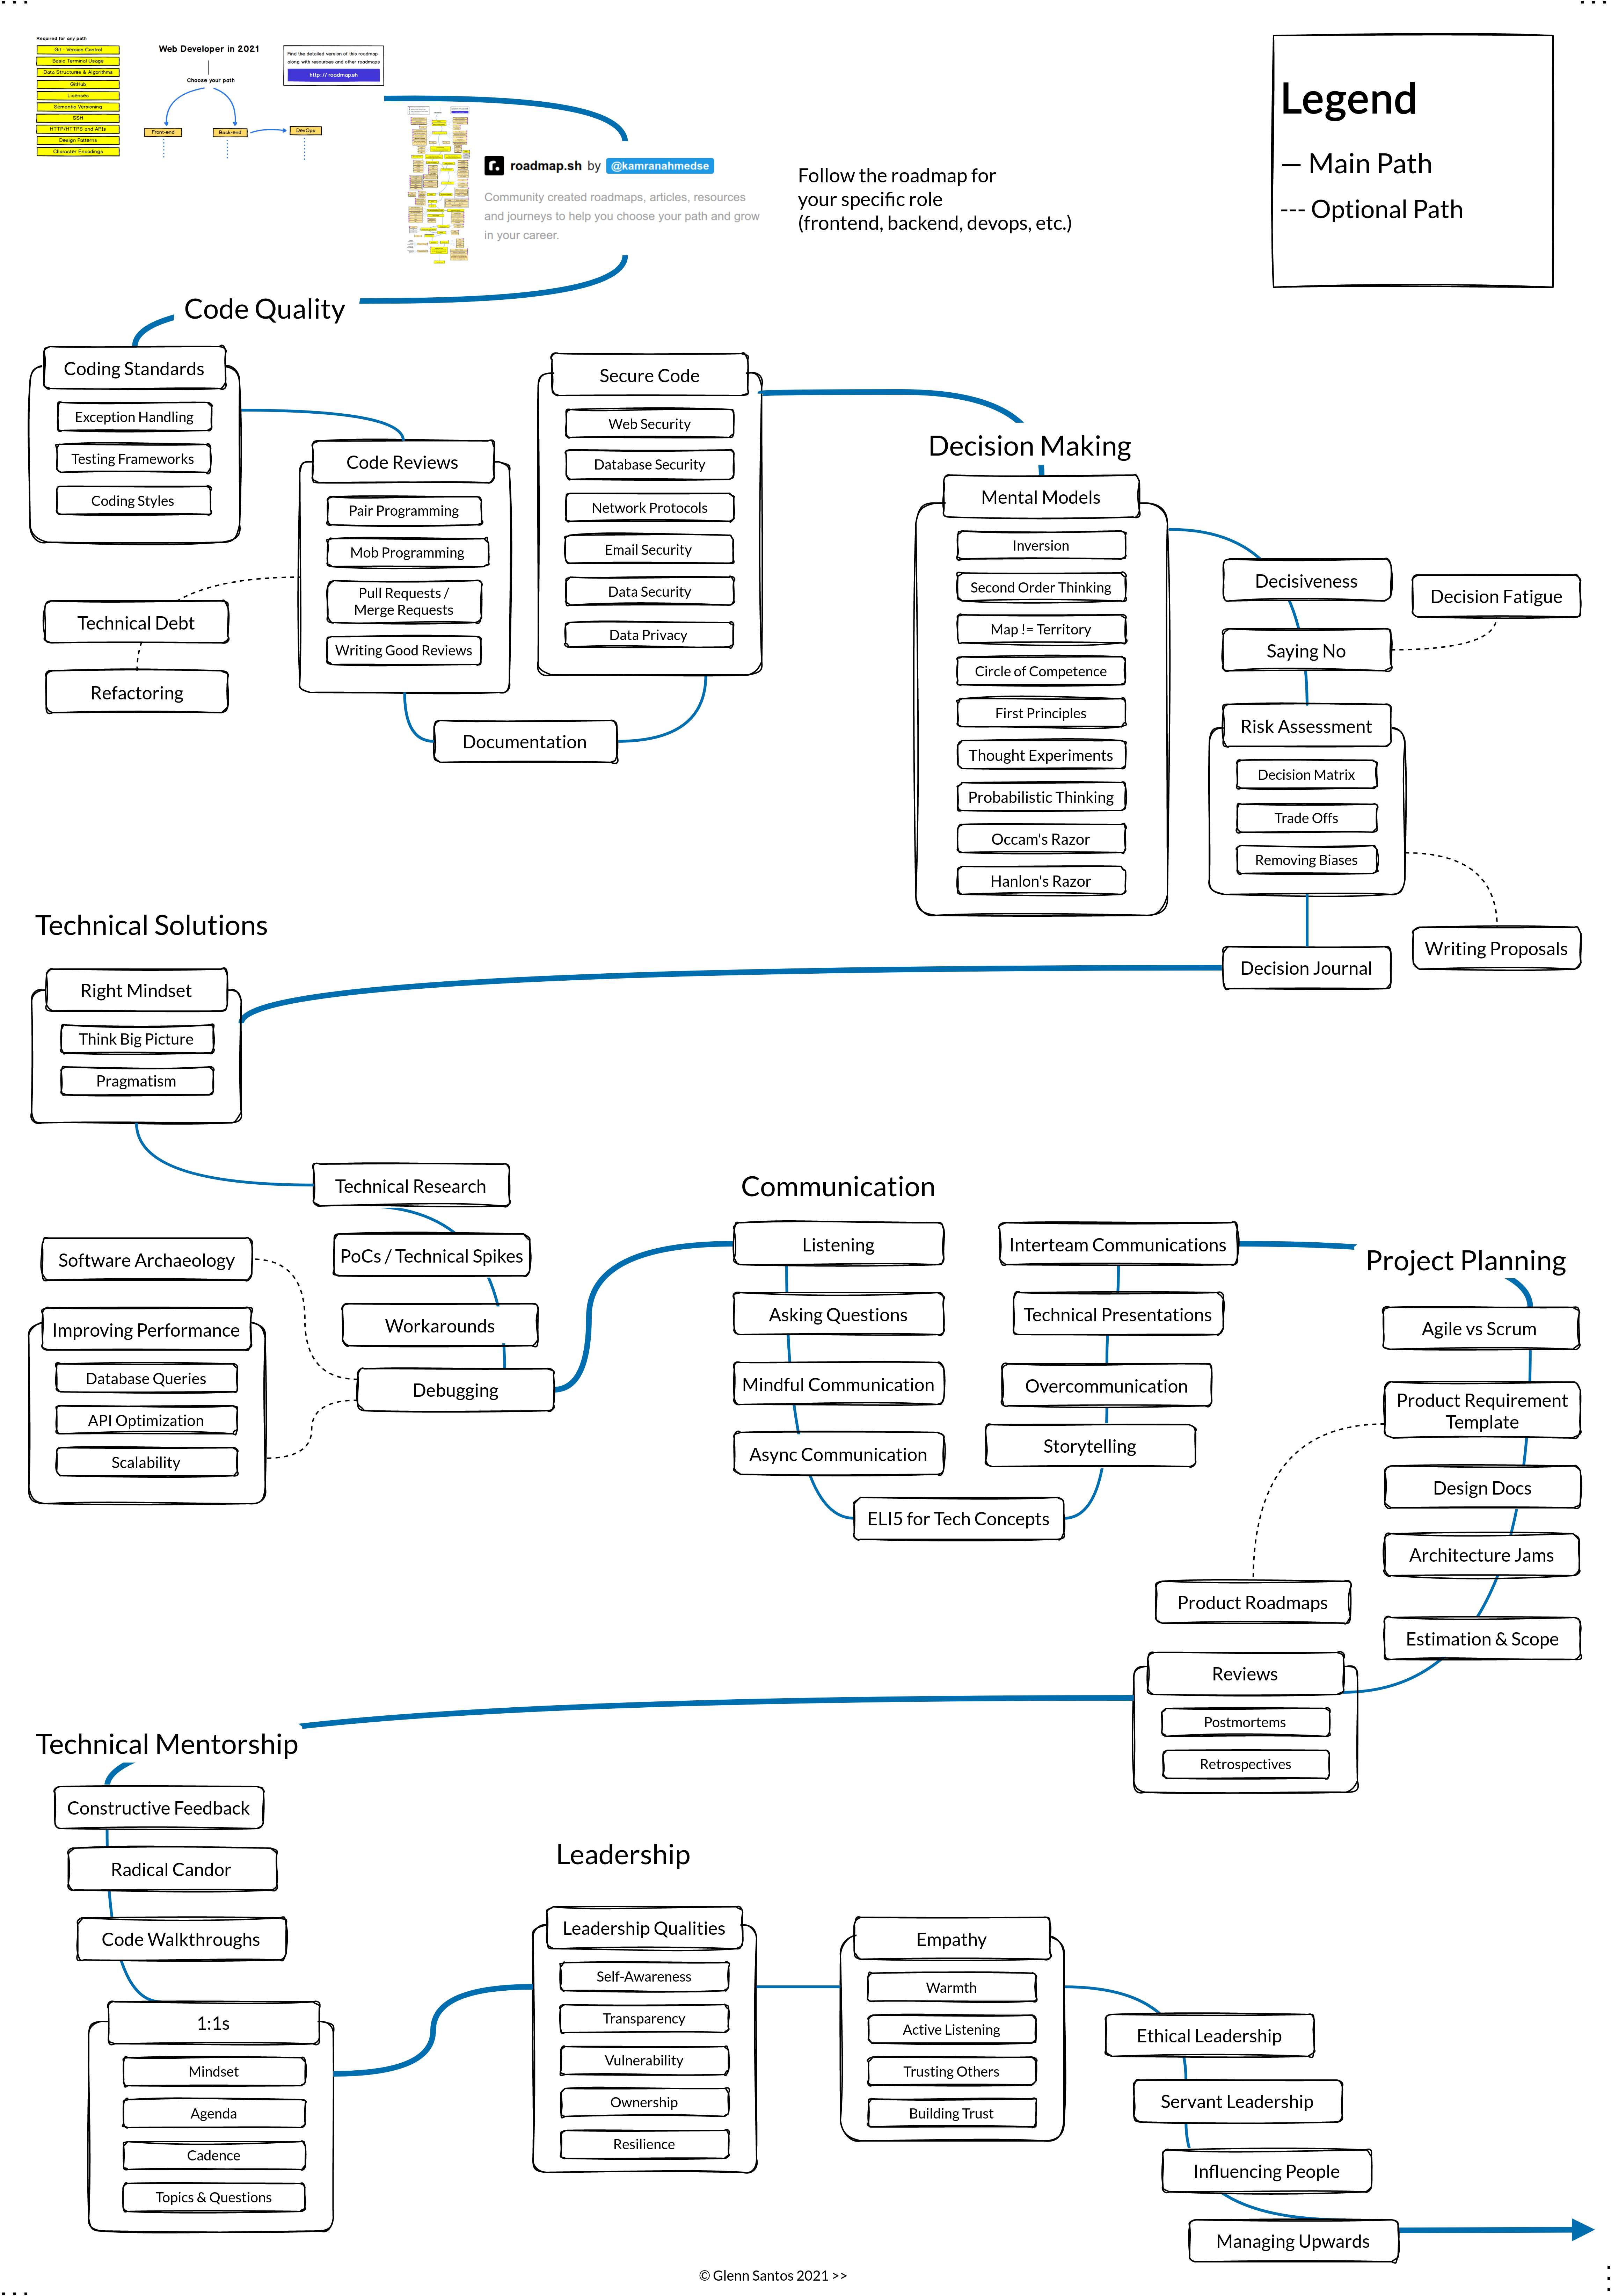 Required for any path
Git - Version Control
Basic Terminal Usage
Data Structures & Algorithms
GitHub
Licenses
Semantic Versioning
SSH
HTTP/HTTPS and APIs
Design Patterns
Character Encodings
Web Developer in 2021
Choose your path
Front-end
Back-end
DevOps
Find the detailed version of this roadmap
along with resources and other roadmaps
http://roadmap.sh
roadmap.sh by @kamranahmedse
Community created roadmaps, articles, resources
and journeys to help you choose your path and grow
in your career.
Follow the roadmap for
your specific role
(frontend, backend, devops, etc.)
Legend
— Main Path
--- Optional Path
Code Quality
Coding Standards
Exception Handling
Testing Frameworks
Coding Styles
Code Reviews
Pair Programming
Mob Programming
Pull Requests /
Merge Requests
Writing Good Reviews
Technical Debt
Refactoring
Documentation
Secure Code
Web Security
Database Security
Network Protocols
Email Security
Data Security
Data Privacy
Decision Making
Mental Models
Inversion
Second Order Thinking
Map != Territory
Circle of Competence
First Principles
Thought Experiments
Probabilistic Thinking
Occam's Razor
Hanlon's Razor
Decisiveness
Decision Fatigue
Saying No
Risk Assessment
Decision Matrix
Trade Offs
Removing Biases
Writing Proposals
Decision Journal
Technical Solutions
Right Mindset
Think Big Picture
Pragmatism
Technical Research
PoCs / Technical Spikes
Workarounds
Debugging
Software Archaeology
Improving Performance
Database Queries
API Optimization
Scalability
Communication
Listening
Asking Questions
Mindful Communication
Async Communication
ELI5 for Tech Concepts
Interteam Communications
Technical Presentations
Overcommunication
Storytelling
Project Planning
Agile vs Scrum
Product Requirement
Template
Design Docs
Architecture Jams
Product Roadmaps
Estimation & Scope
Reviews
Postmortems
Retrospectives
Technical Mentorship
Constructive Feedback
Radical Candor
Code Walkthroughs
1:1s
Mindset
Agenda
Cadence
Topics & Questions
Leadership
Leadership Qualities
Self-Awareness
Transparency
Vulnerability
Ownership
Resilience
Empathy
Warmth
Active Listening
Trusting Others
Building Trust
Ethical Leadership
Servant Leadership
Influencing People
Managing Upwards
© Glenn Santos 2021 >>